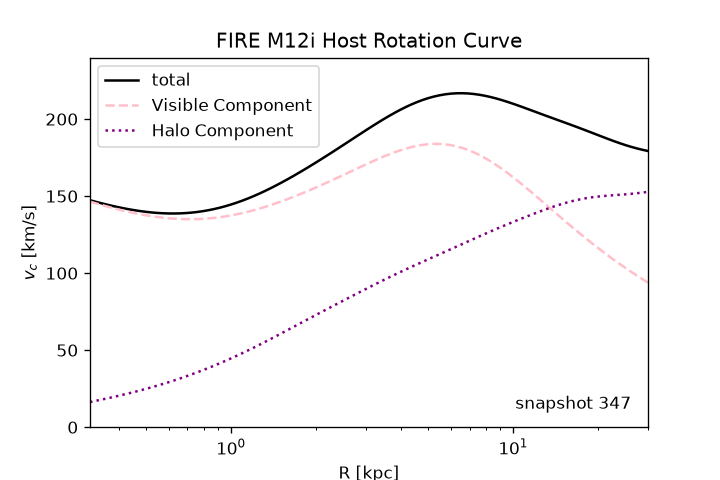 FIRE M12i Host Rotation Curve
total
Visible Component
Halo Component
200
150
100
50
0
v_c [km/s]
snapshot 347
10^0
10^1
R [kpc]